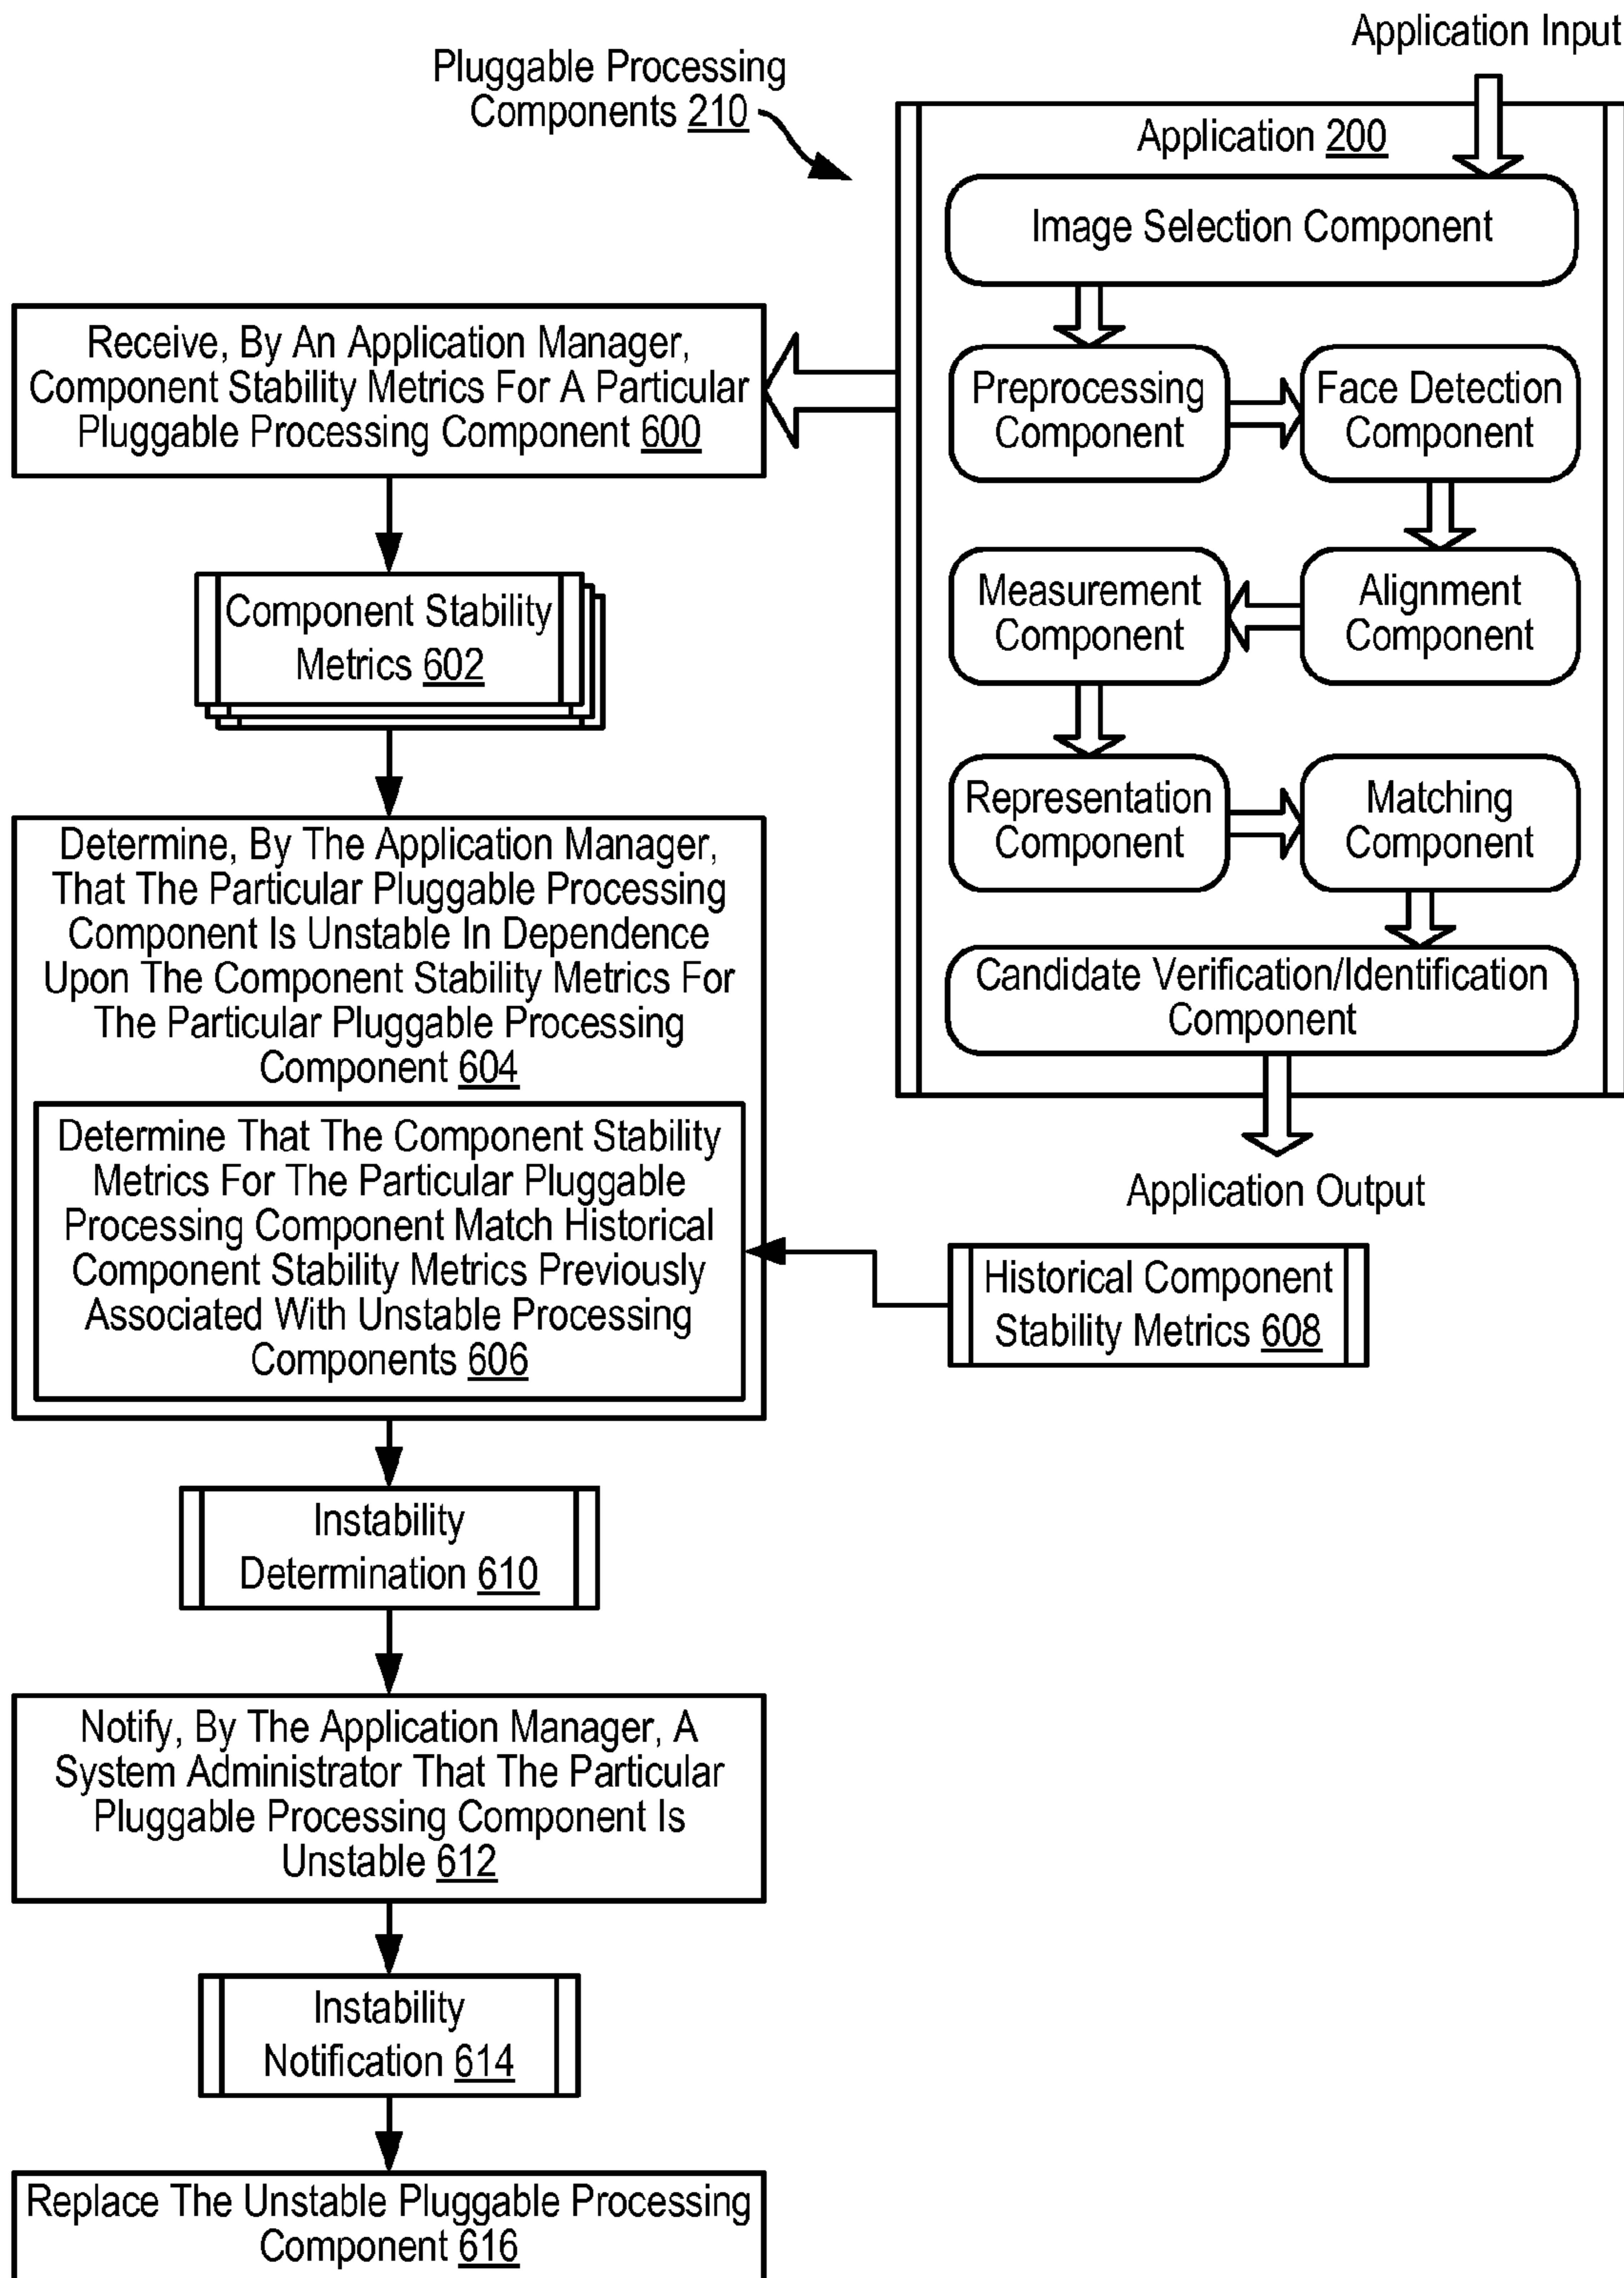 Application Input
Pluggable Processing
Components 210
Application 200
Image Selection Component
Preprocessing
Component
Face Detection
Component
Alignment
Component
Measurement
Component
Representation
Component
Matching
Component
Candidate Verification/Identification
Component
Application Output
Receive, By An Application Manager,
Component Stability Metrics For A Particular
Pluggable Processing Component 600
Component Stability
Metrics 602
Determine, By The Application Manager,
That The Particular Pluggable Processing
Component Is Unstable In Dependence
Upon The Component Stability Metrics For
The Particular Pluggable Processing
Component 604
Determine That The Component Stability
Metrics For The Particular Pluggable
Processing Component Match Historical
Component Stability Metrics Previously
Associated With Unstable Processing
Components 606
Historical Component
Stability Metrics 608
Instability
Determination 610
Notify, By The Application Manager, A
System Administrator That The Particular
Pluggable Processing Component Is
Unstable 612
Instability
Notification 614
Replace The Unstable Pluggable Processing
Component 616